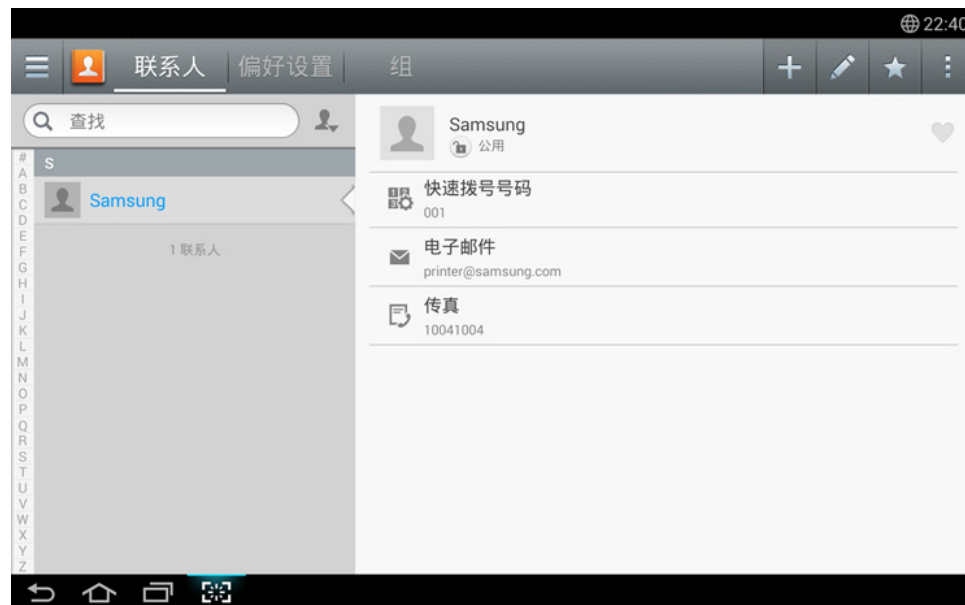 22:40
联系人
偏好设置
组
查找
Samsung
公用
#
S
A
B
C
D
E
F
G
H
I
J
K
L
M
N
O
P
Q
R
S
T
U
V
W
X
Y
Z
Samsung
1 联系人
快速拨号号码
001
电子邮件
printer@samsung.com
传真
10041004